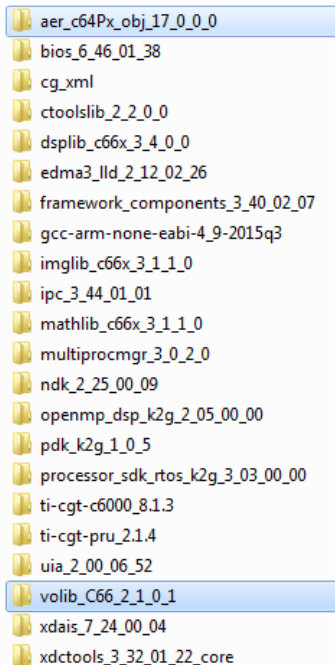 aer_c64Px_obj_17_0_0_0
bios_6_46_01_38
cg_xml
ctoolslib_2_2_0_0
dsplib_c66x_3_4_0_0
edma3_lld_2_12_02_26
framework_components_3_40_02_07
gcc-arm-none-eabi-4_9-2015q3
imglib_c66x_3_1_1_0
ipc_3_44_01_01
mathlib_c66x_3_1_1_0
multiprocmgr_3_0_2_0
ndk_2_25_00_09
openmp_dsp_k2g_2_05_00_00
pdk_k2g_1_0_5
processor_sdk_rtos_k2g_3_03_00_00
ti-cgt-c6000_8.1.3
ti-cgt-pru_2.1.4
uia_2_00_06_52
volib_C66_2_1_0_1
xdais_7_24_00_04
xdctools_3_32_01_22_core